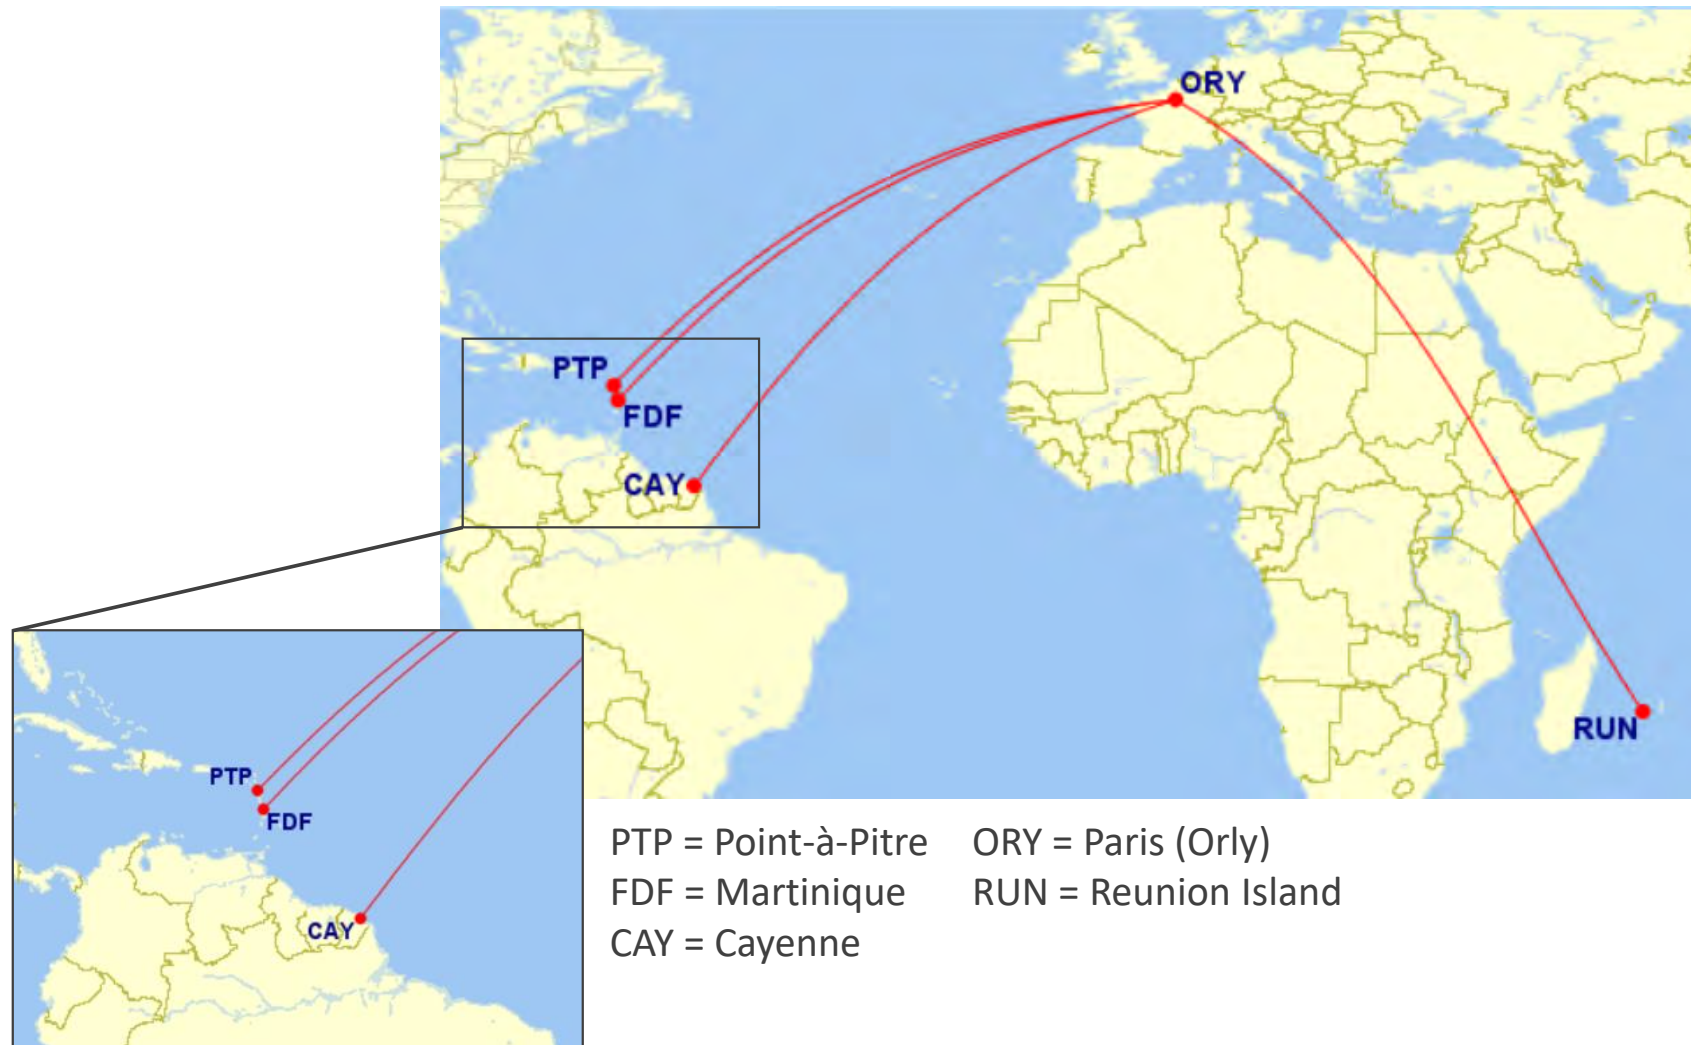 ORY
PTP
FDF
CAY
RUN
PTP
FDF
CAY
PTP = Point-à-Pitre ORY = Paris (Orly)
FDF = Martinique RUN = Reunion Island
CAY = Cayenne